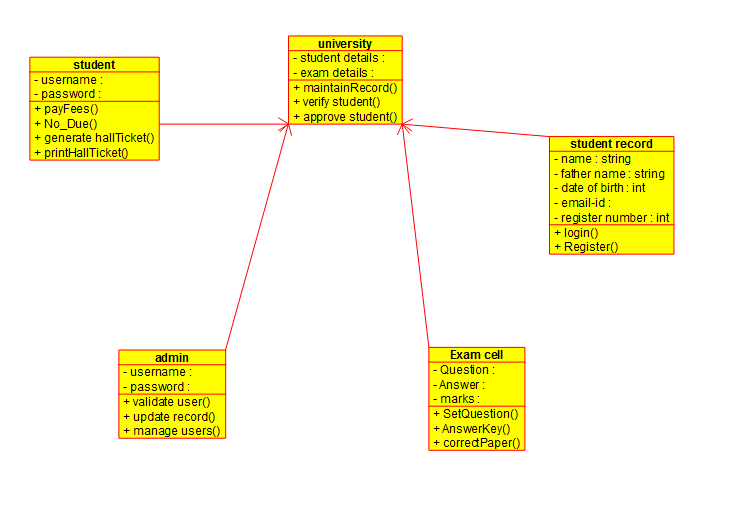 student
- username :
- password :
+ payFees()
+ No_Due()
+ generate hallTicket()
+ printHallTicket()
university
- student details :
- exam details :
+ maintainRecord()
+ verify student()
+ approve student()
student record
- name : string
- father name : string
- date of birth : int
- email-id :
- register number : int
+ login()
+ Register()
admin
- username :
- password :
+ validate user()
+ update record()
+ manage users()
Exam cell
- Question :
- Answer :
- marks :
+ SetQuestion()
+ AnswerKey()
+ correctPaper()